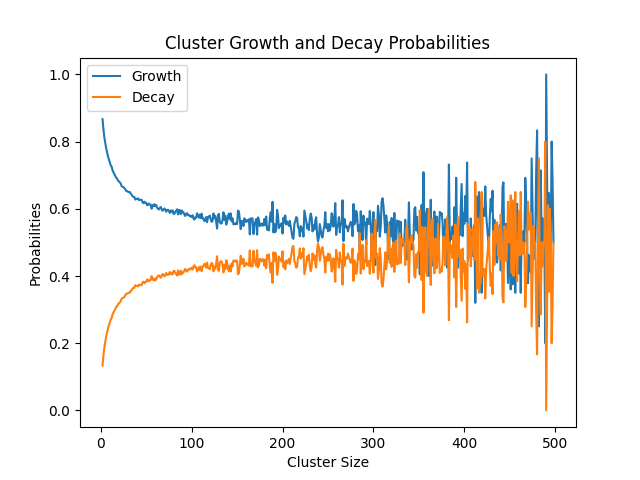 Cluster Growth and Decay Probabilities
Growth
Decay
Probabilities
1.0
0.8
0.6
0.4
0.2
0.0
0
100
200
300
400
500
Cluster Size